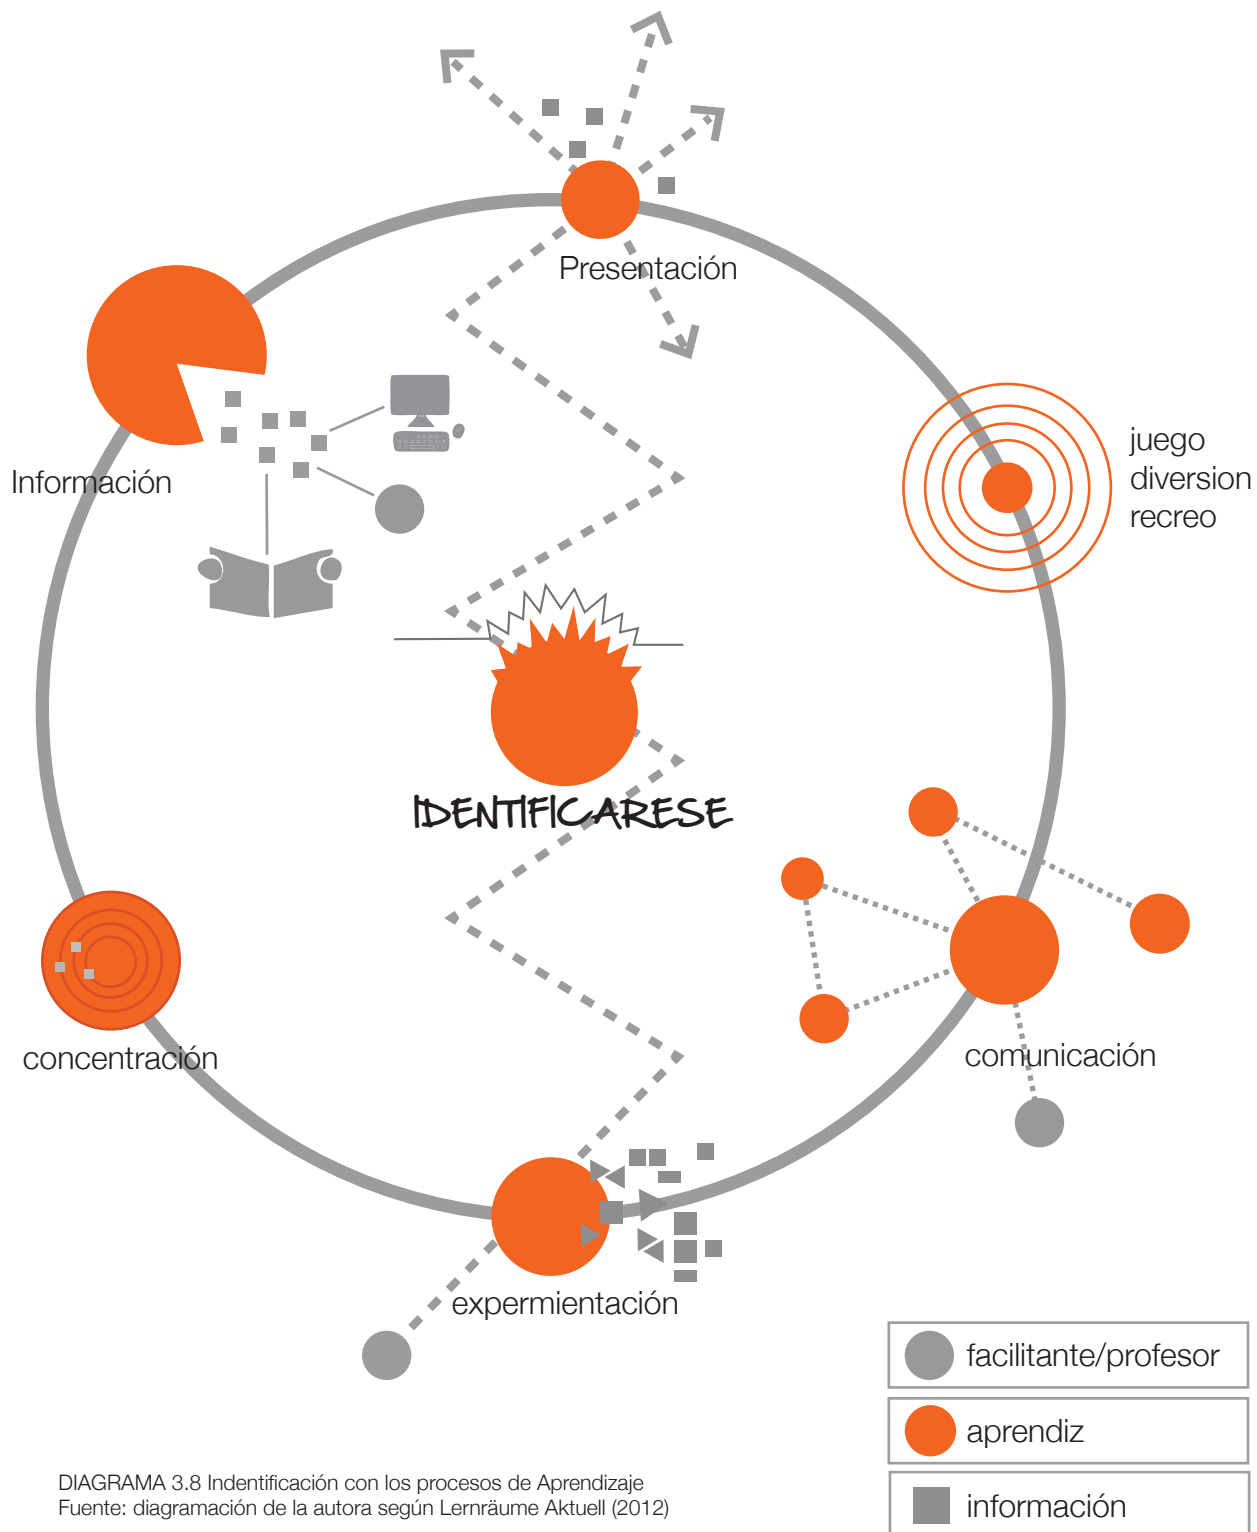 Presentación
Información
juego
diversion
recreo
IDENTIFICARESE
concentración
comunicación
expermientación
facilitante/profesor
aprendiz
información
DIAGRAMA 3.8 Indentificación con los procesos de Aprendizaje
Fuente: diagramación de la autora según Lernräume Aktuell (2012)